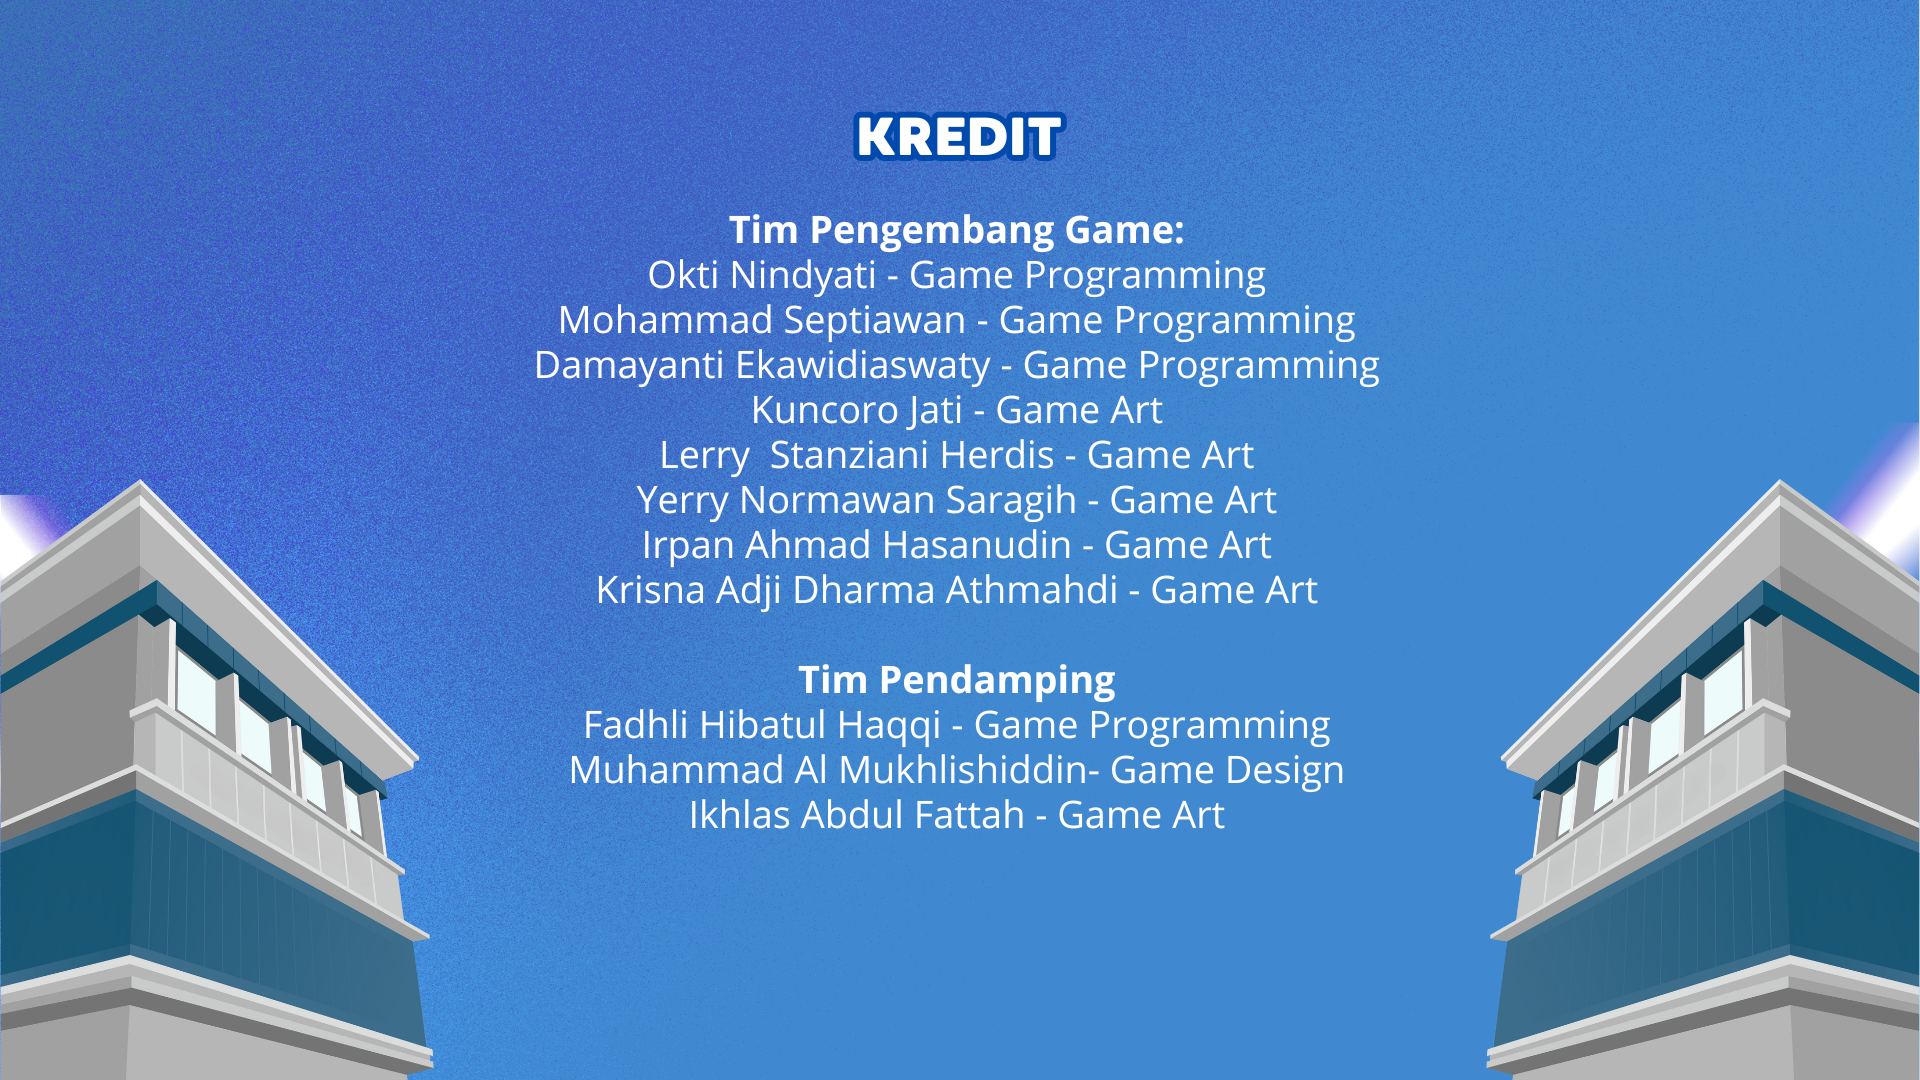 KREDIT
Tim Pengembang Game:
Okti Nindyati - Game Programming
Mohammad Septiawan - Game Programming
Damayanti Ekawidiaswaty - Game Programming
Kuncoro Jati - Game Art
Lerry  Stanziani Herdis - Game Art
Yerry Normawan Saragih - Game Art
Irpan Ahmad Hasanudin - Game Art
Krisna Adji Dharma Athmahdi - Game Art
Tim Pendamping
Fadhli Hibatul Haqqi - Game Programming
Muhammad Al Mukhlishiddin- Game Design
Ikhlas Abdul Fattah - Game Art